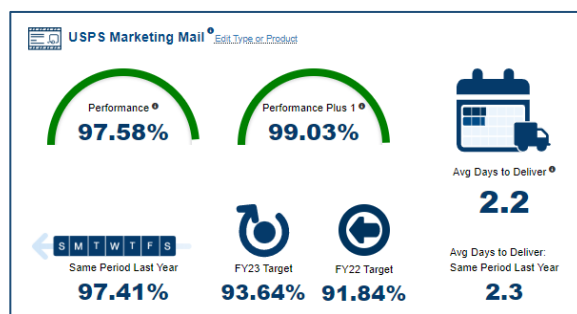 USPS Marketing Mail Edit Type or Product
Performance
97.58%
Performance Plus 1
99.03%
Avg Days to Deliver
2.2
S M T W T F S
Same Period Last Year
97.41%
FY23 Target
93.64%
FY22 Target
91.84%
Avg Days to Deliver:
Same Period Last Year
2.3